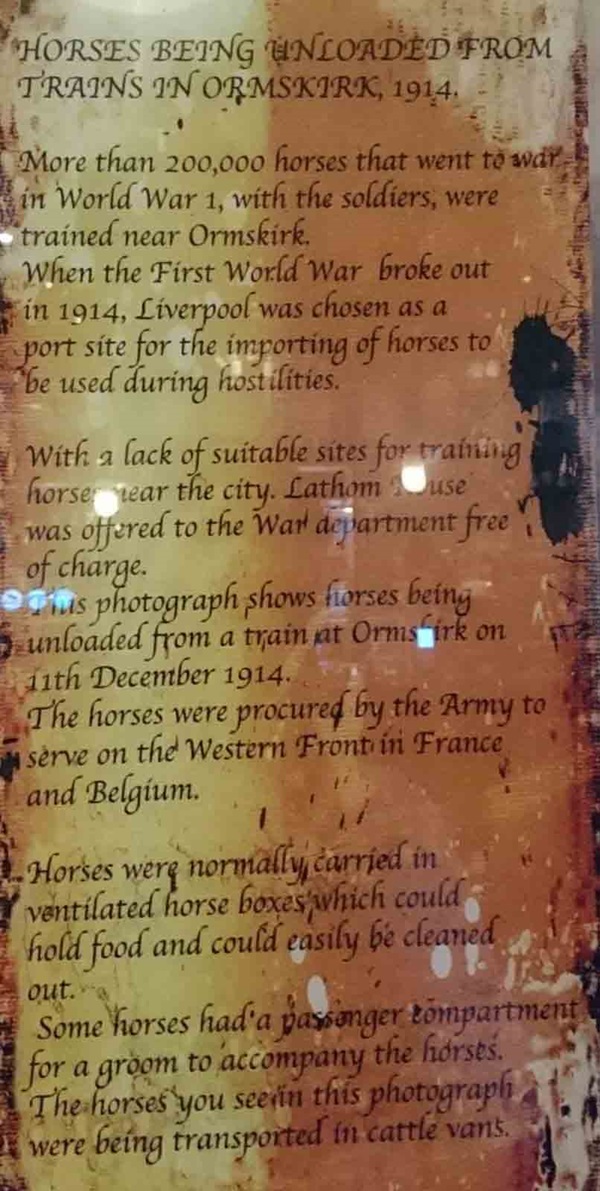 HORSES BEING UNLOADED FROM
TRAINS IN ORMSKIRK, 1914.
More than 200,000 horses that went to war
in World War 1, with the soldiers, were
trained near Ormskirk.
When the First World War broke out
in 1914, Liverpool was chosen as a
port site for the importing of horses to
be used during hostilities.
With a lack of suitable sites for training
horses near the city. Lathom House
was offered to the War department free
of charge.
This photograph shows horses being
unloaded from a train at Ormskirk on
11th December 1914.
The horses were procured by the Army to
serve on the Western Front in France
and Belgium.
Horses were normally carried in
ventilated horse boxes which could
hold food and could easily be cleaned
out.
Some horses had a passenger compartment
for a groom to accompany the horses.
The horses you see in this photograph
were being transported in cattle vans.